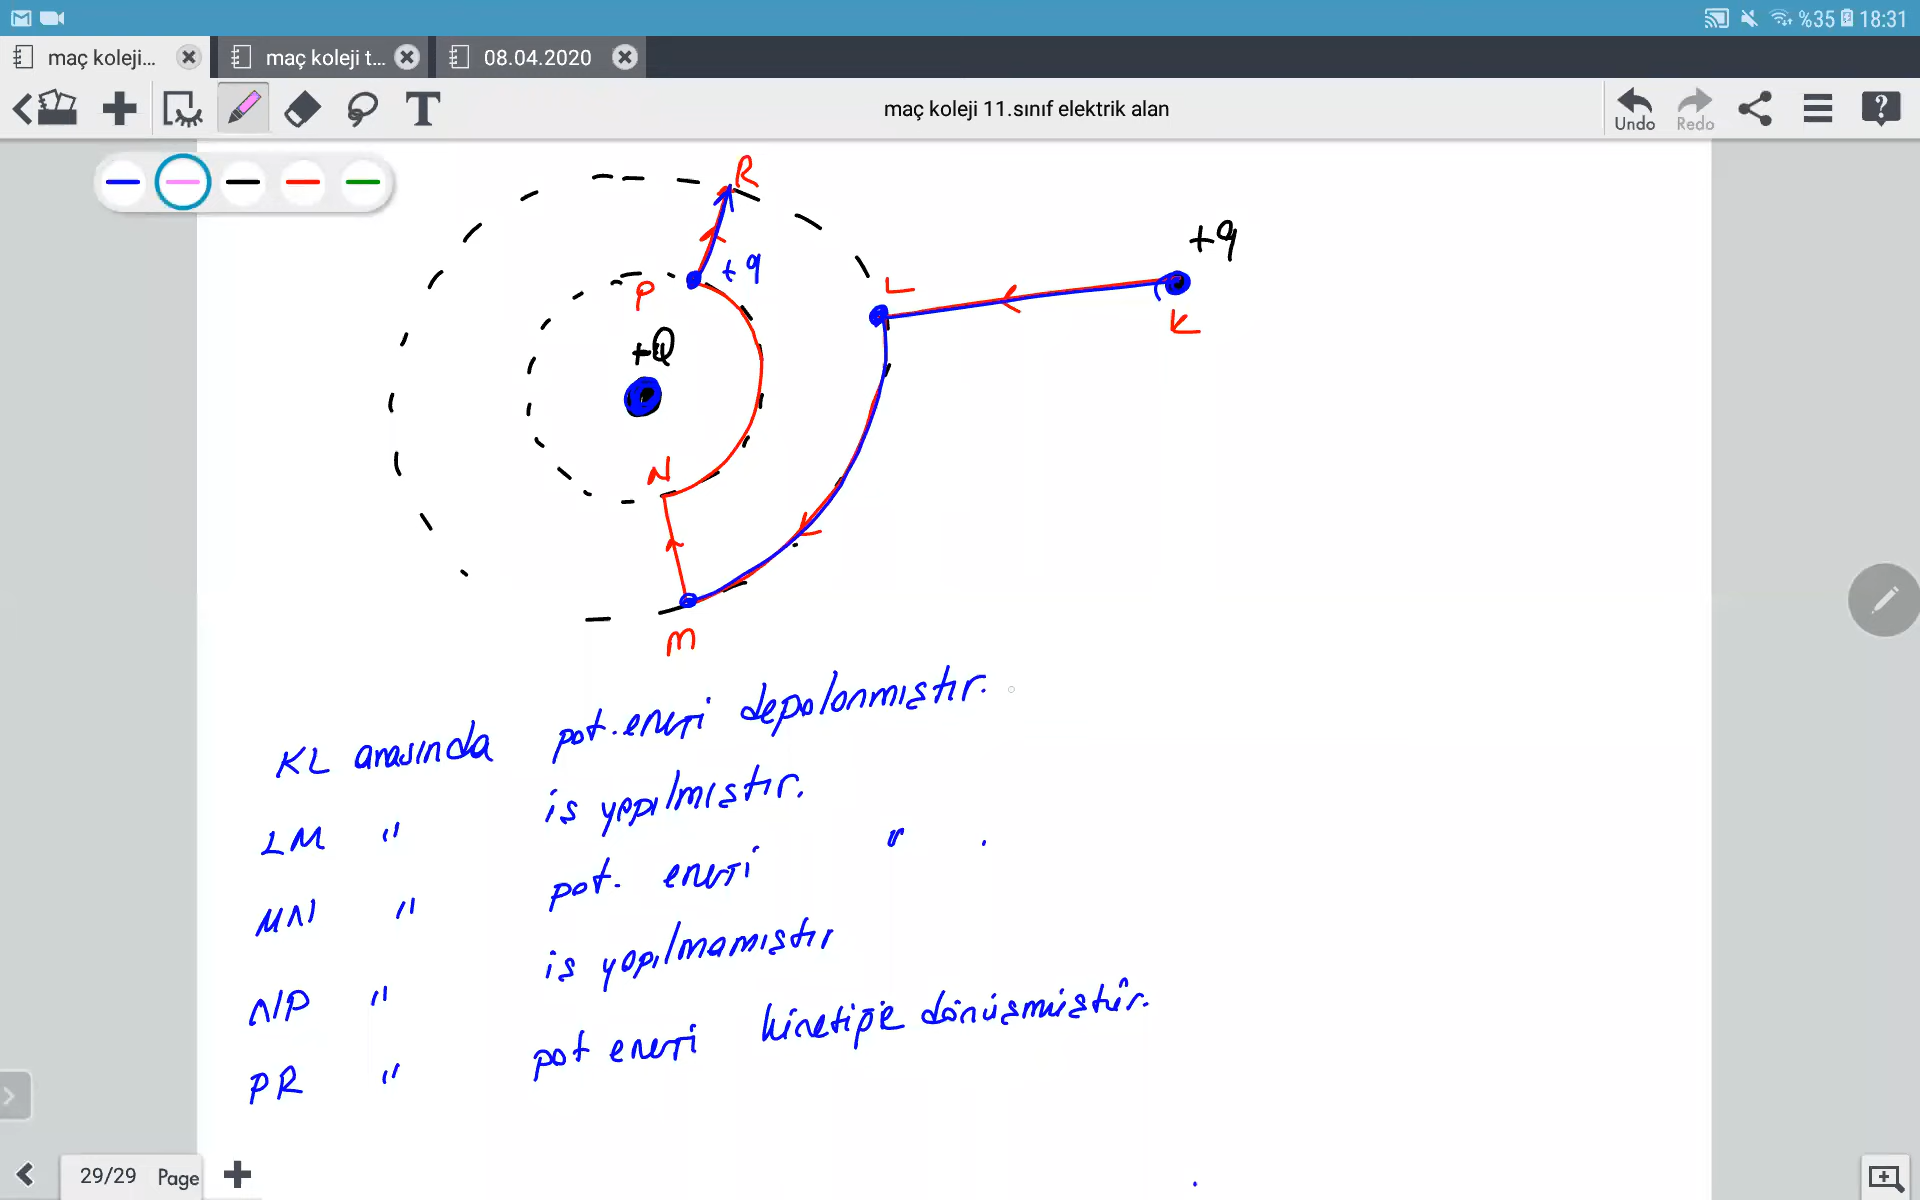 %35 18:31
maç koleji... maç koleji t... 08.04.2020
T maç koleji 11.sınıf elektrik alan Undo Redo
R
+q
P +q L
K
+Q
N
M
KL arasında pot. enerji depolanmıştır.
LM " iş yapılmıştır.
MN " pot. enerji " .
NP " iş yapılmamıştır
PR " pot enerji kinetiğe dönüşmüştür.
29/29 Page